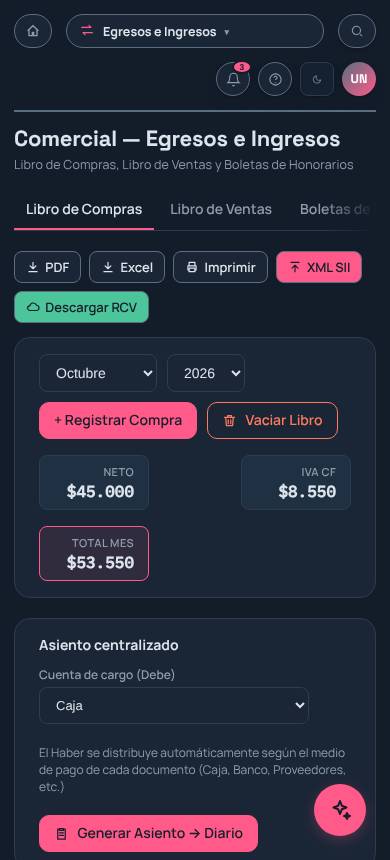 Egresos e Ingresos
3
UN
Comercial — Egresos e Ingresos
Libro de Compras, Libro de Ventas y Boletas de Honorarios
Libro de Compras Libro de Ventas Boletas de
PDF Excel Imprimir XML SII
Descargar RCV
Octubre 2026
+ Registrar Compra Vaciar Libro
NETO IVA CF
$45.000 $8.550
TOTAL MES
$53.550
Asiento centralizado
Cuenta de cargo (Debe)
Caja
El Haber se distribuye automáticamente según el medio
de pago de cada documento (Caja, Banco, Proveedores,
etc.)
Generar Asiento → Diario